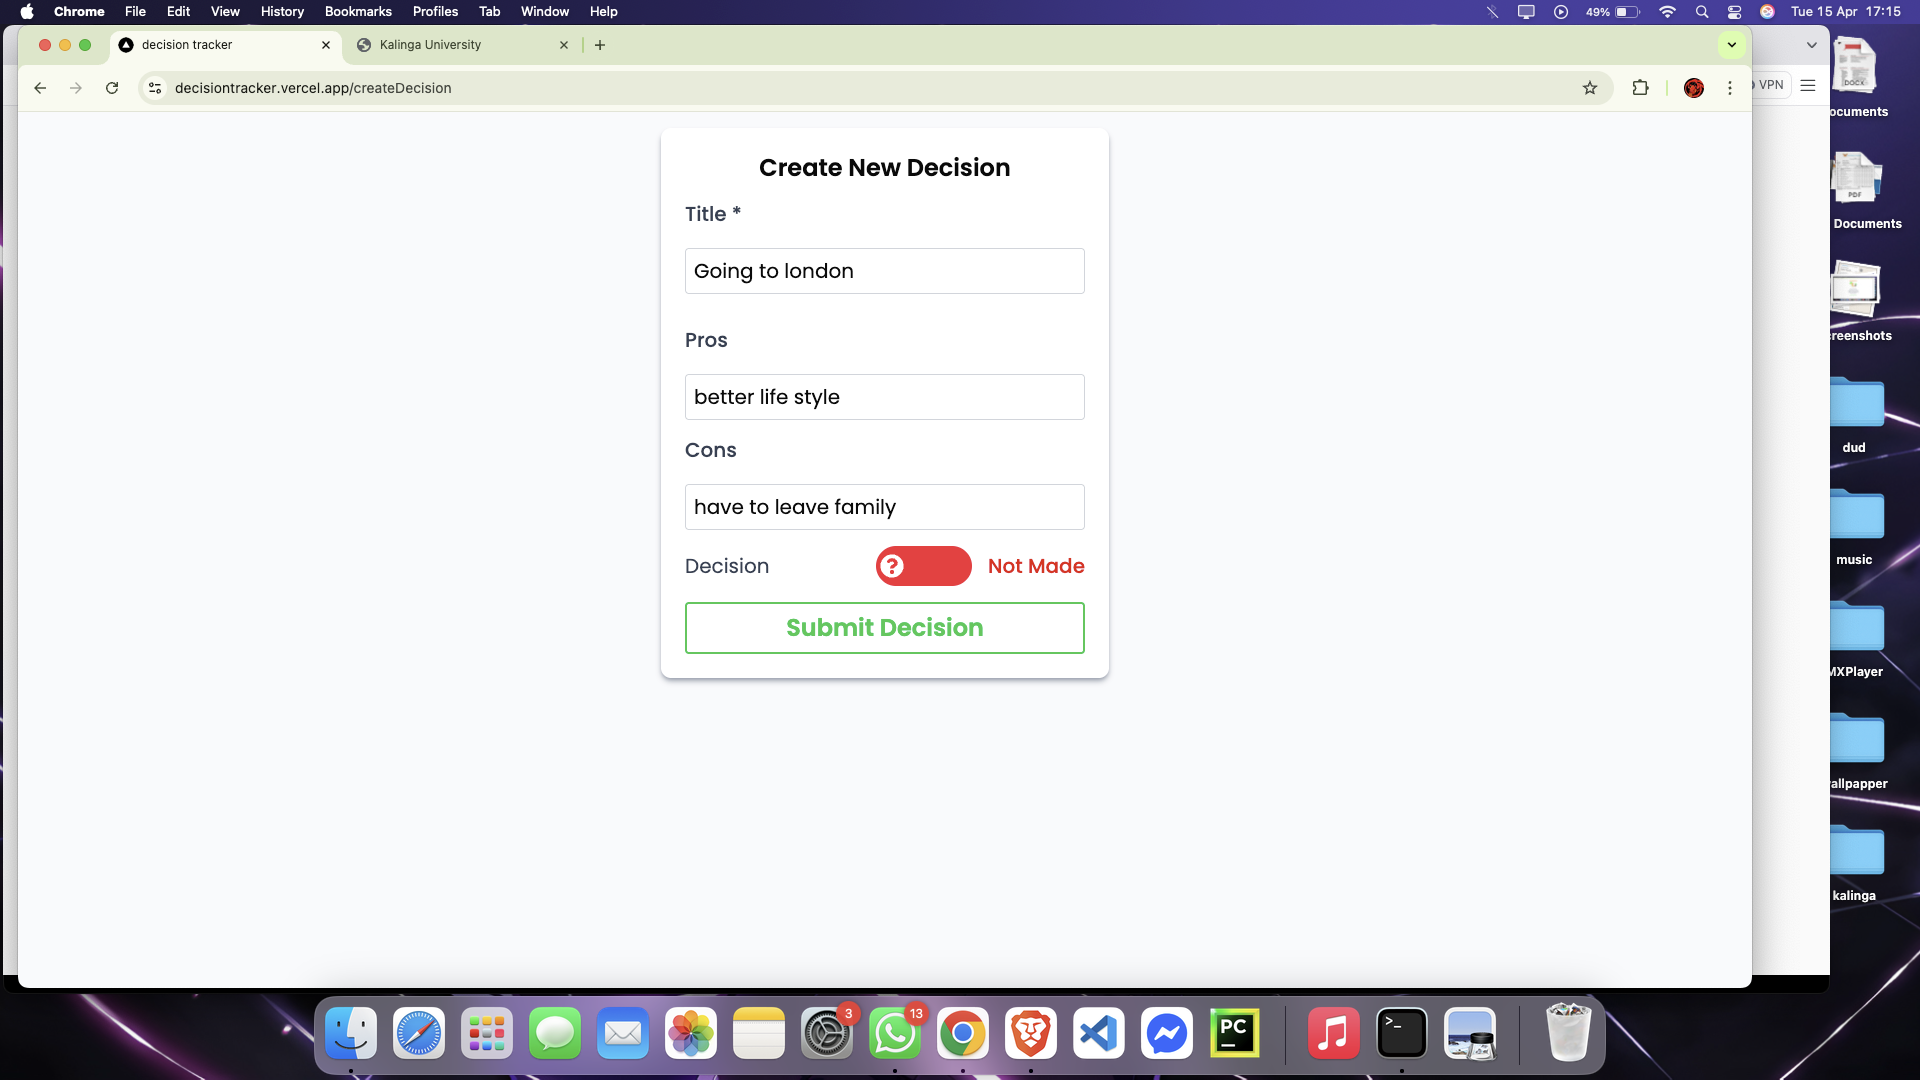 Chrome File Edit View History Bookmarks Profiles Tab Window Help 49% Tue 15 Apr 17:15
decision tracker Kalinga University
decisiontracker.vercel.app/createDecision
VPN
Create New Decision
Title *
Going to london
Pros
better life style
Cons
have to leave family
Decision ? Not Made
Submit Decision
DOCX
ocuments
PDF
Documents
reenshots
dud
music
MXPlayer
allpapper
kalinga
3
13
PC
>_